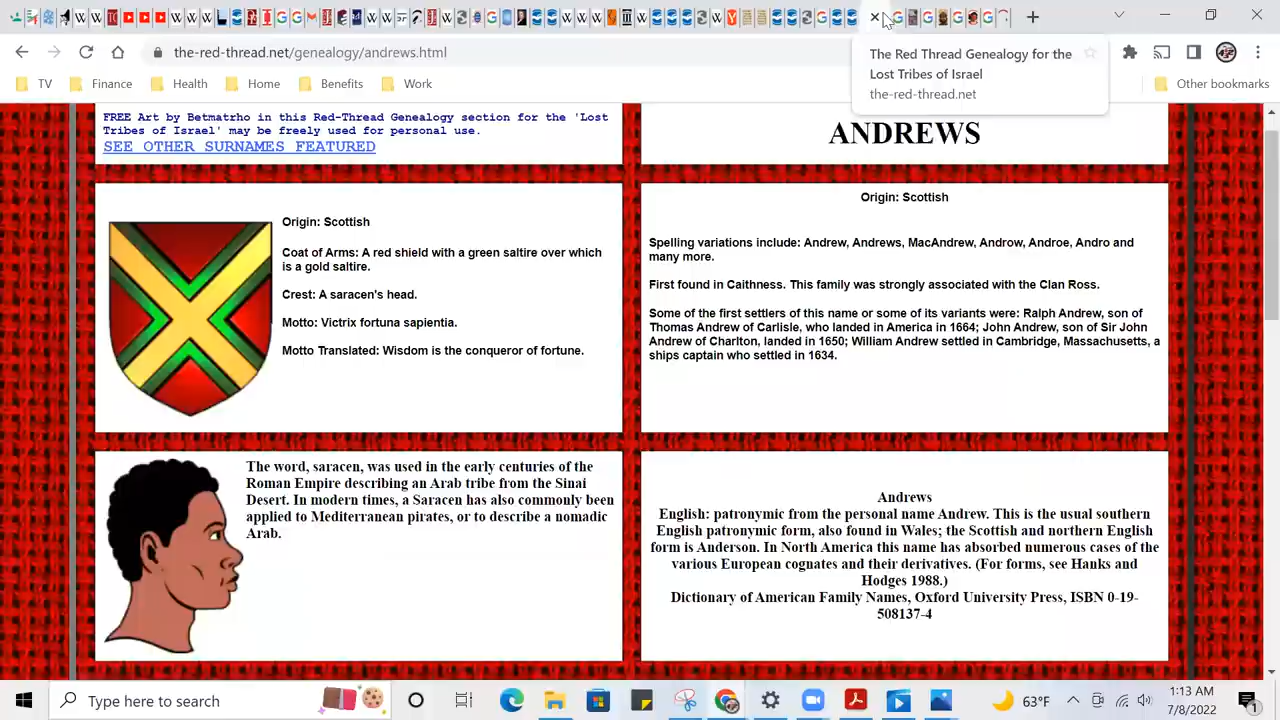 the-red-thread.net/genealogy/andrews.html
The Red Thread Genealogy for the
Lost Tribes of Israel
the-red-thread.net
TV
Finance
Health
Home
Benefits
Work
Other bookmarks
FREE Art by Betmatrho in this Red-Thread Genealogy section for the 'Lost
Tribes of Israel' may be freely used for personal use.
SEE OTHER SURNAMES FEATURED
ANDREWS
Origin: Scottish
Coat of Arms: A red shield with a green saltire over which
is a gold saltire.
Crest: A saracen's head.
Motto: Victrix fortuna sapientia.
Motto Translated: Wisdom is the conqueror of fortune.
Origin: Scottish
Spelling variations include: Andrew, Andrews, MacAndrew, Androw, Androe, Andro and
many more.
First found in Caithness. This family was strongly associated with the Clan Ross.
Some of the first settlers of this name or some of its variants were: Ralph Andrew, son of
Thomas Andrew of Carlisle, who landed in America in 1664; John Andrew, son of Sir John
Andrew of Charlton, landed in 1650; William Andrew settled in Cambridge, Massachusetts, a
ships captain who settled in 1634.
The word, saracen, was used in the early centuries of the
Roman Empire describing an Arab tribe from the Sinai
Desert. In modern times, a Saracen has also commonly been
applied to Mediterranean pirates, or to describe a nomadic
Arab.
Andrews
English: patronymic from the personal name Andrew. This is the usual southern
English patronymic form, also found in Wales; the Scottish and northern English
form is Anderson. In North America this name has absorbed numerous cases of the
various European cognates and their derivatives. (For forms, see Hanks and
Hodges 1988.)
Dictionary of American Family Names, Oxford University Press, ISBN 0-19-
508137-4
Type here to search
63°F
1:13 AM
7/8/2022